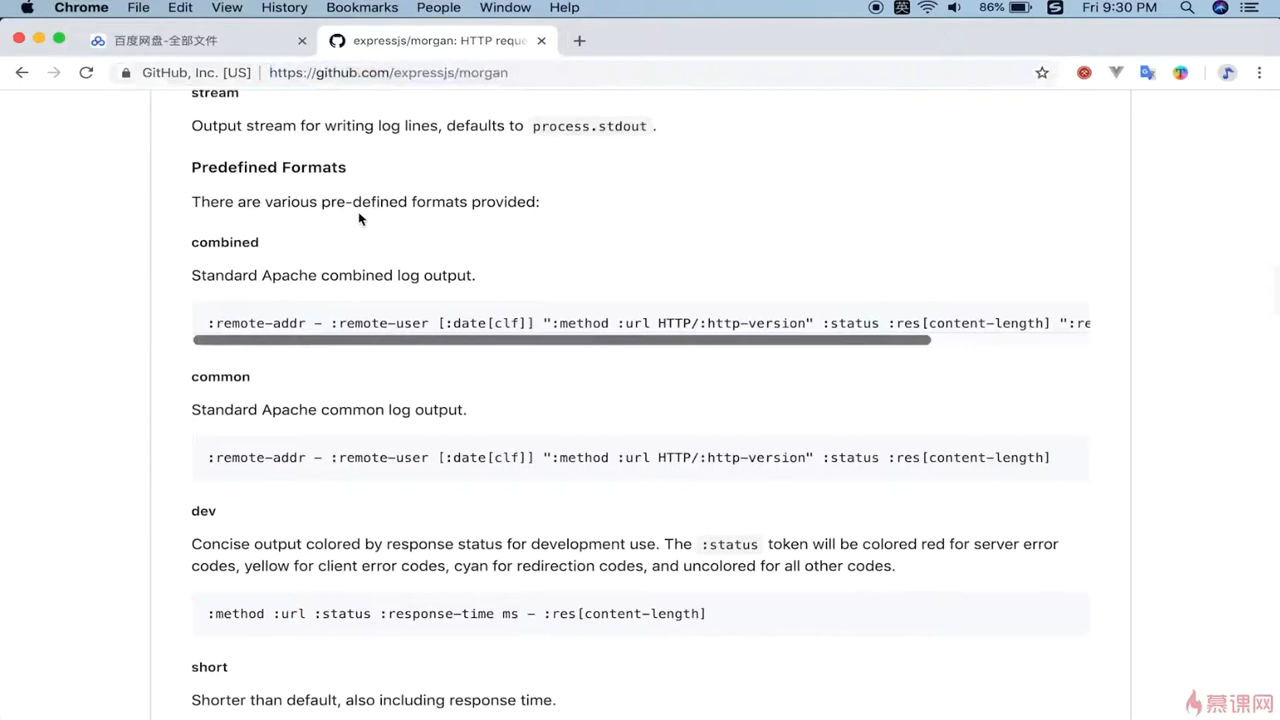 Chrome File Edit View History Bookmarks People Window Help 英 86% S Fri 9:30 PM
百度网盘-全部文件
expressjs/morgan: HTTP reque
GitHub, Inc. [US] https://github.com/expressjs/morgan
stream
Output stream for writing log lines, defaults to process.stdout.
Predefined Formats
There are various pre-defined formats provided:
combined
Standard Apache combined log output.
:remote-addr - :remote-user [:date[clf]] ":method :url HTTP/:http-version" :status :res[content-length] ":re
common
Standard Apache common log output.
:remote-addr - :remote-user [:date[clf]] ":method :url HTTP/:http-version" :status :res[content-length]
dev
Concise output colored by response status for development use. The :status token will be colored red for server error
codes, yellow for client error codes, cyan for redirection codes, and uncolored for all other codes.
:method :url :status :response-time ms - :res[content-length]
short
Shorter than default, also including response time.
慕课网